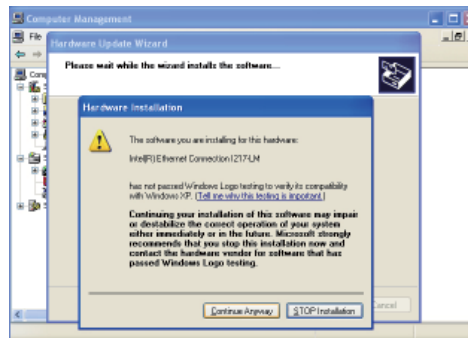 Computer Management
File
Hardware Update Wizard
Please wait while the wizard installs the software...
Hardware Installation
The software you are installing for this hardware:
Intel(R) Ethernet Connection I217-LM
has not passed Windows Logo testing to verify its compatibility
with Windows XP. (Tell me why this testing is important.)
Continuing your installation of this software may impair
or destabilize the correct operation of your system
either immediately or in the future. Microsoft strongly
recommends that you stop this installation now and
contact the hardware vendor for software that has
passed Windows Logo testing.
Continue Anyway
STOP Installation
Cancel